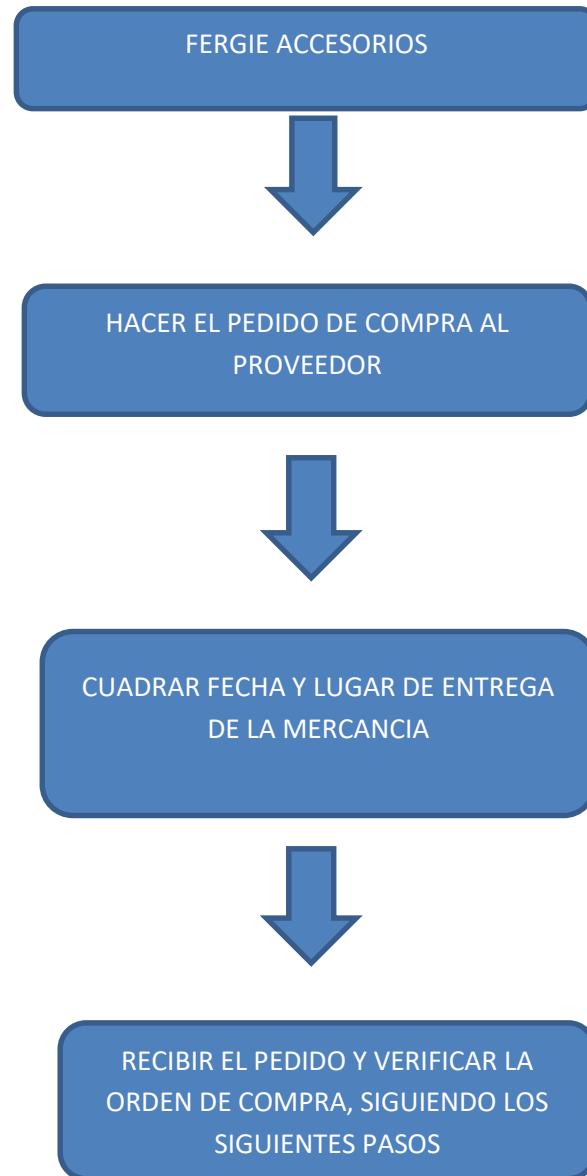 FERGIE ACCESORIOS
HACER EL PEDIDO DE COMPRA AL
PROVEEDOR
CUADRAR FECHA Y LUGAR DE ENTREGA
DE LA MERCANCIA
RECIBIR EL PEDIDO Y VERIFICAR LA
ORDEN DE COMPRA, SIGUIENDO LOS
SIGUIENTES PASOS